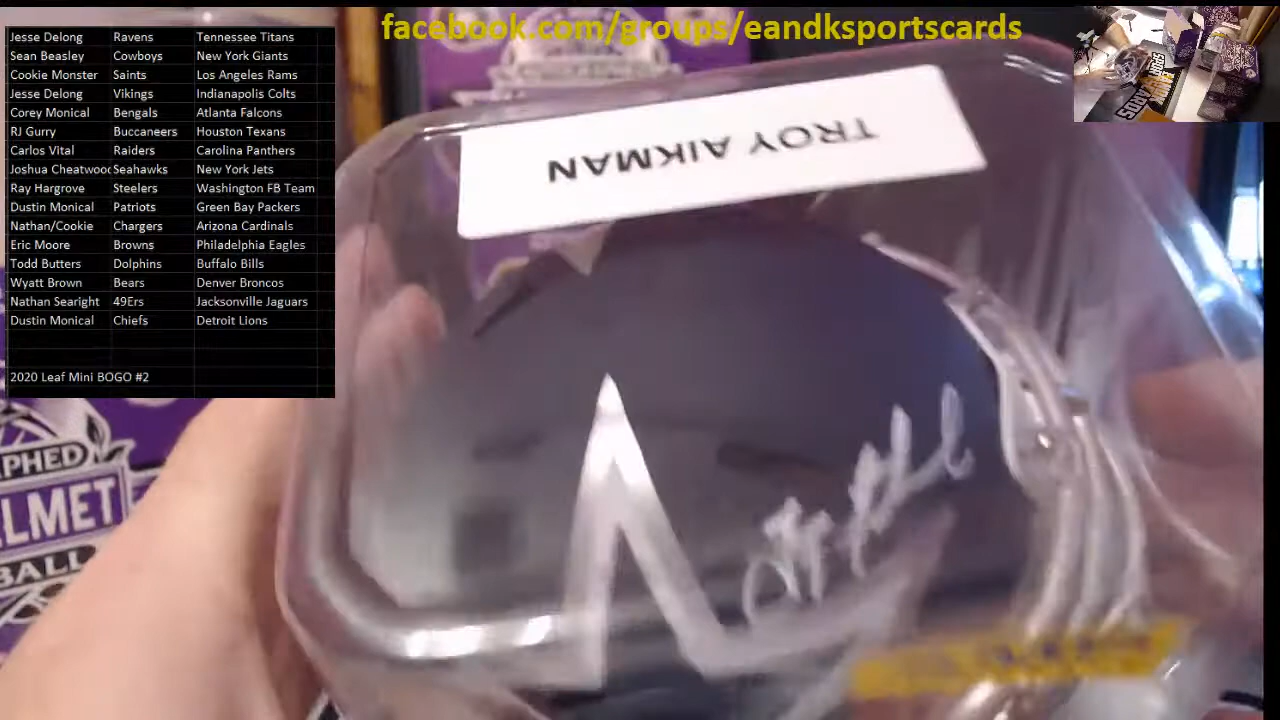 facebook.com/groups/eandksportscards
Jesse Delong Ravens Tennessee Titans
Sean Beasley Cowboys New York Giants
Cookie Monster Saints Los Angeles Rams
Jesse Delong Vikings Indianapolis Colts
Corey Monical Bengals Atlanta Falcons
RJ Gurry Buccaneers Houston Texans
Carlos Vital Raiders Carolina Panthers
Joshua Cheatwood Seahawks New York Jets
Ray Hargrove Steelers Washington FB Team
Dustin Monical Patriots Green Bay Packers
Nathan/Cookie Chargers Arizona Cardinals
Eric Moore Browns Philadelphia Eagles
Todd Butters Dolphins Buffalo Bills
Wyatt Brown Bears Denver Broncos
Nathan Searight 49Ers Jacksonville Jaguars
Dustin Monical Chiefs Detroit Lions
2020 Leaf Mini BOGO #2
TROY AIKMAN